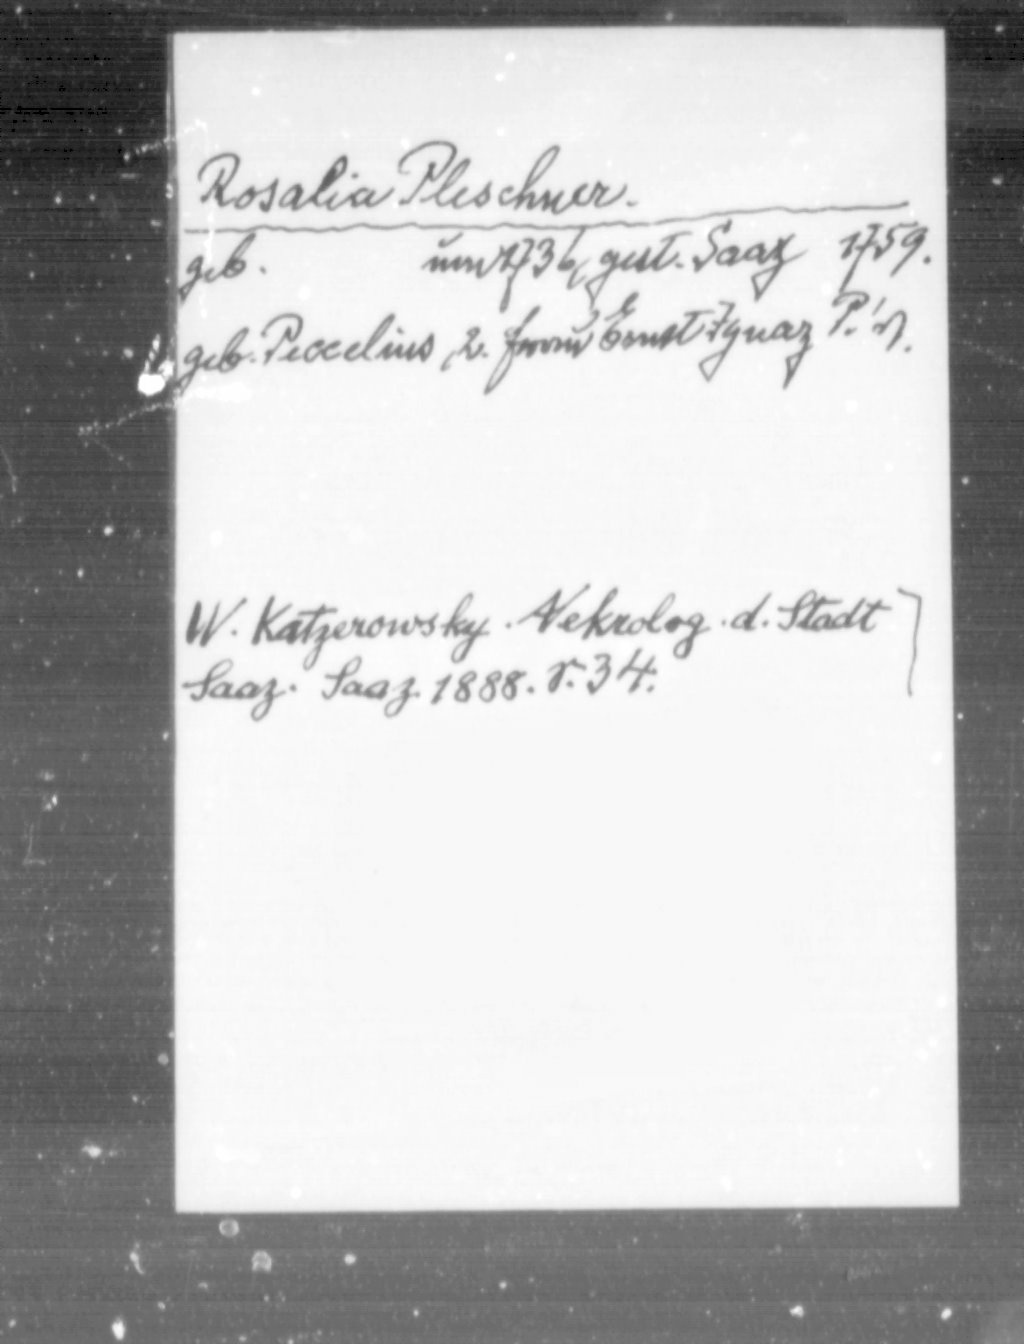 Rosalia Pleschner.
geb. um 1736, gest. Saaz 1759.
geb. Peccelius, 2. Frau Ernst Ignaz P.'s.
W. Katzerowsky. Nekrolog. d. Stadt
Saaz. Saaz. 1888. S. 34.